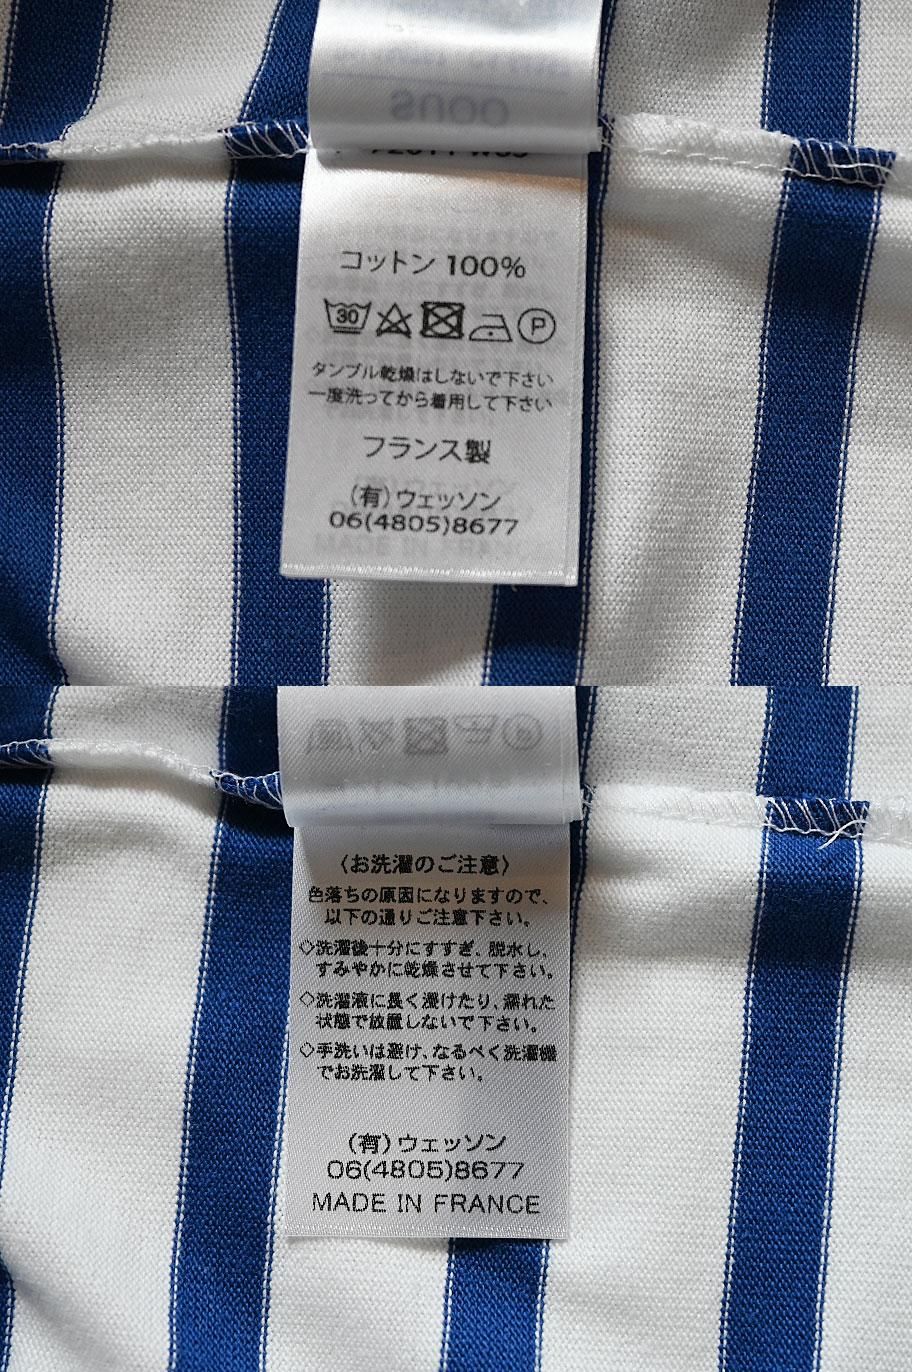 コットン 100%
30 P
タンブル乾燥はしないで下さい
一度洗ってから着用して下さい
フランス製
(有)ウェッソン
06(4805)8677
〈お洗濯のご注意〉
色落ちの原因になりますので、
以下の通りご注意下さい。
◇洗濯後十分にすすぎ、脱水し、
すみやかに乾燥させて下さい。
◇洗濯液に長く浸けたり、濡れた
状態で放置しないで下さい。
◇手洗いは避け、なるべく洗濯機
でお洗濯して下さい。
(有)ウェッソン
06(4805)8677
MADE IN FRANCE